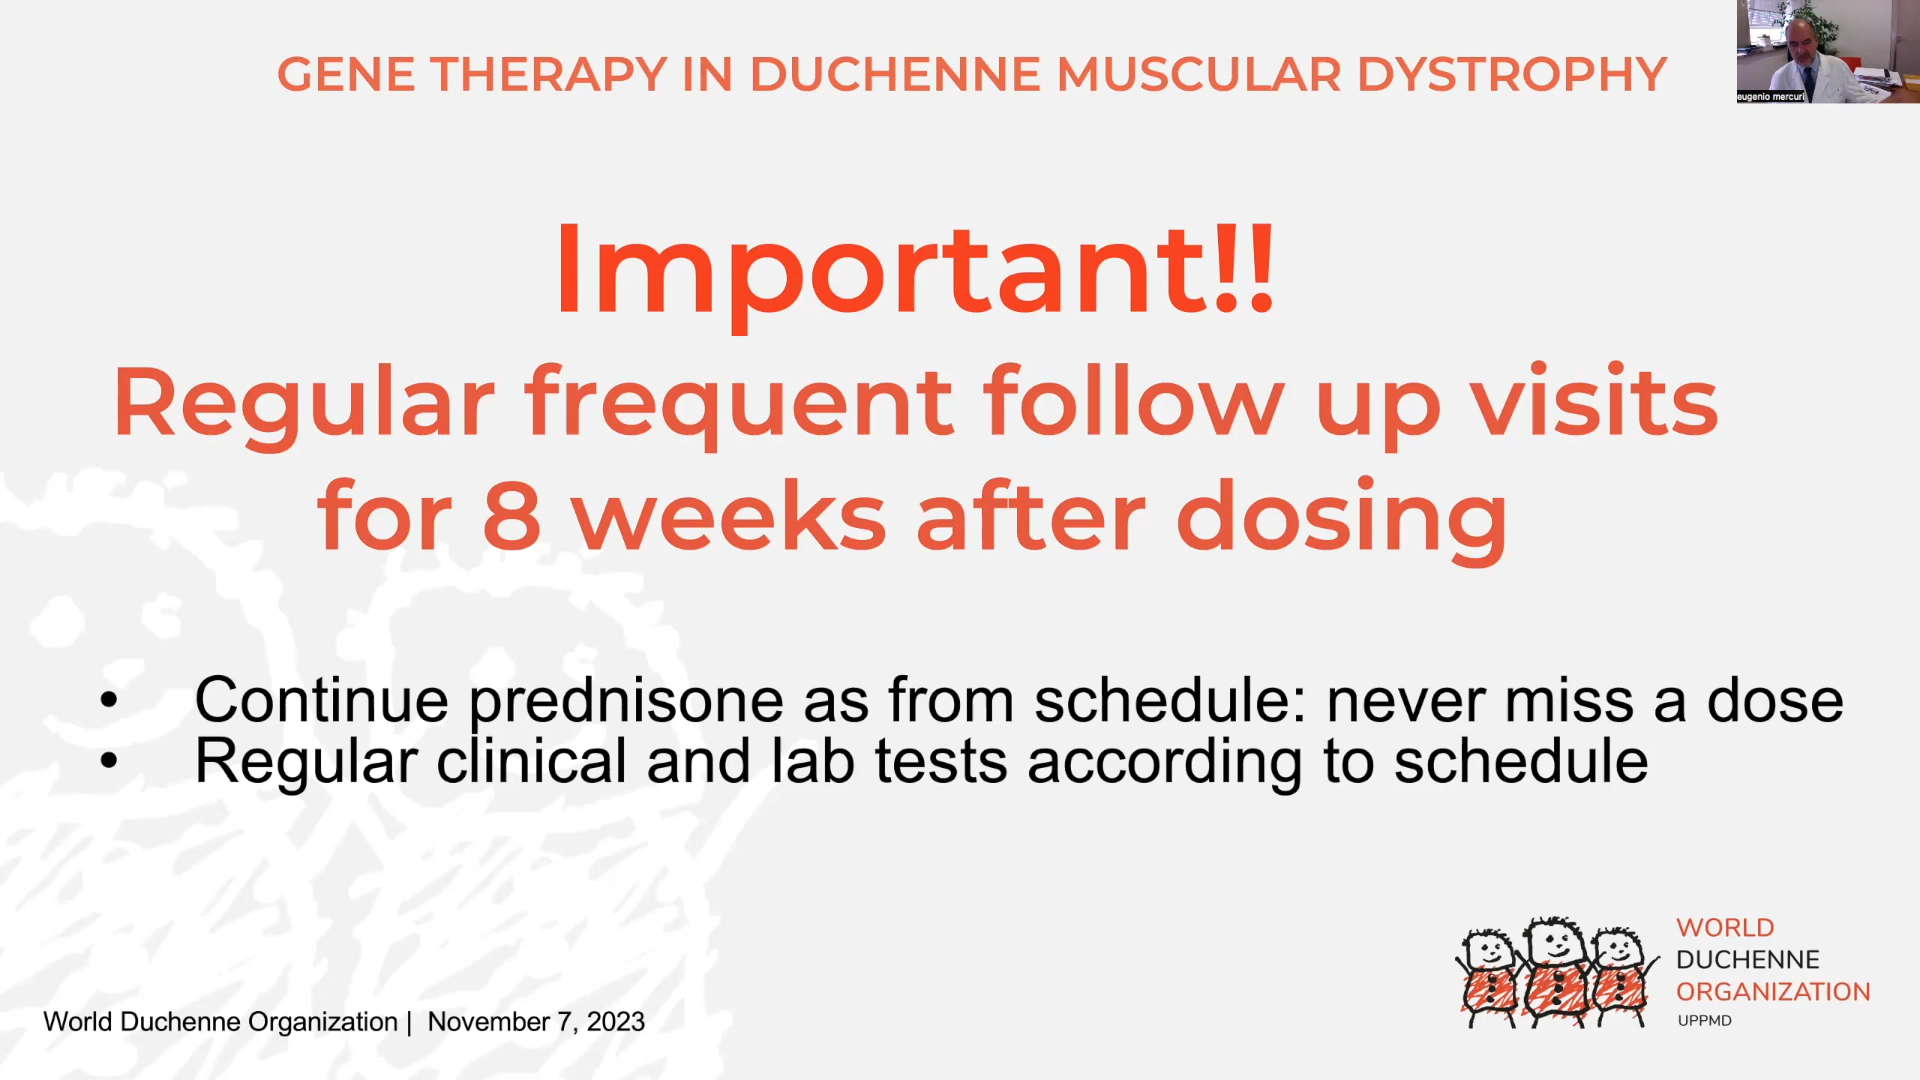 GENE THERAPY IN DUCHENNE MUSCULAR DYSTROPHY
eugenio mercuri
Important!!
Regular frequent follow up visits
for 8 weeks after dosing
• Continue prednisone as from schedule: never miss a dose
• Regular clinical and lab tests according to schedule
WORLD
DUCHENNE
ORGANIZATION
UPPMD
World Duchenne Organization | November 7, 2023